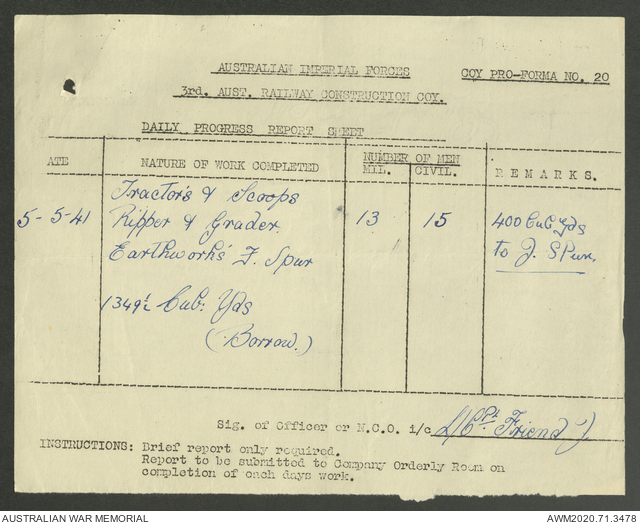 AUSTRALIAN IMPERIAL FORCES
COY PRO-FORMA NO. 20
3rd. AUST. RAILWAY CONSTRUCTION COY.
DAILY PROGRESS REPORT SHEET
ATE
NATURE OF WORK COMPLETED
NUMBER OF MEN
MIL.
CIVIL.
REMARKS.
5-5-41
Tractors & Scoops
Ripper & Grader.
Earthworks F. Spur
1349½ Cub: Yds
(Borrow.)
13
15
400 Cub Yds
to J. Spur.
Sig. of Officer or N.C.O. i/c L/Cpl Friend J
INSTRUCTIONS: Brief report only required.
Report to be submitted to Company Orderly Room on
completion of each days work.
AUSTRALIAN WAR MEMORIAL
AWM2020.71.3478